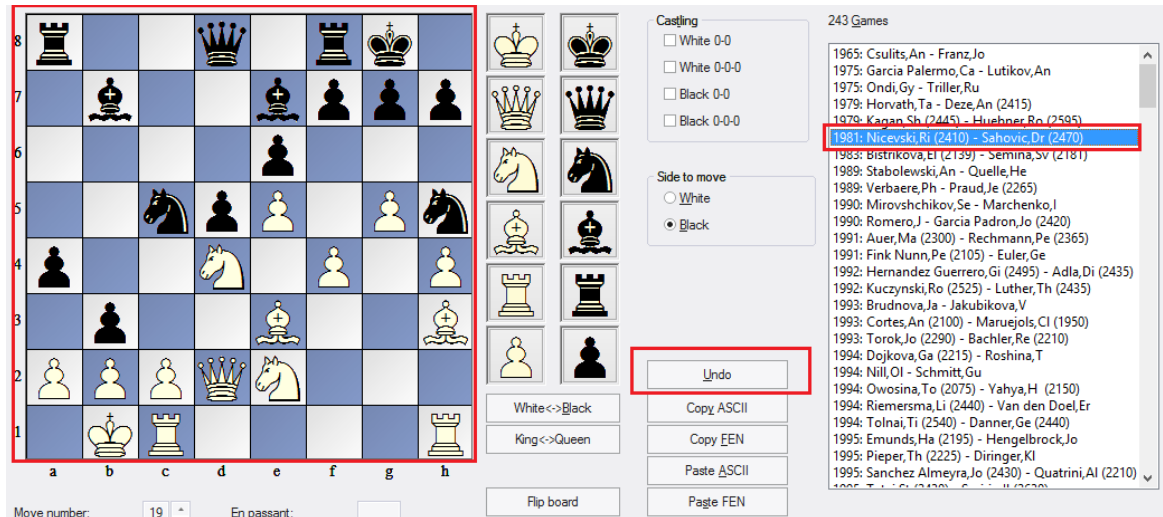 8
7
6
5
4
3
2
1
a b c d e f g h
Move number: 19 En passant:
White<->Black
King<->Queen
Flip board
Castling
White 0-0
White 0-0-0
Black 0-0
Black 0-0-0
Side to move
White
Black
Undo
Copy ASCII
Copy FEN
Paste ASCII
Paste FEN
243 Games
1965: Csulits,An - Franz,Jo
1975: Garcia Palermo,Ca - Lutikov,An
1975: Ondi,Gy - Triller,Ru
1979: Horvath,Ta - Deze,An (2415)
1979: Kagan,Sh (2445) - Huebner,Ro (2595)
1981: Nicevski,Ri (2410) - Sahovic,Dr (2470)
1983: Bistrikova,El (2139) - Semina,Sv (2181)
1989: Stabolewski,An - Quelle,He
1989: Verbaere,Ph - Praud,Je (2265)
1990: Mirovshchikov,Se - Marchenko,I
1990: Romero,J - Garcia Padron,Jo (2420)
1991: Auer,Ma (2300) - Rechmann,Pe (2365)
1991: Fink Nunn,Pe (2105) - Euler,Ge
1992: Hernandez Guerrero,Gi (2495) - Adla,Di (2435)
1992: Kuczynski,Ro (2525) - Luther,Th (2435)
1993: Brudnova,Ja - Jakubikova,V
1993: Cortes,An (2100) - Maruejols,Cl (1950)
1993: Torok,Jo (2290) - Bachler,Re (2210)
1994: Dojkova,Ga (2215) - Roshina,T
1994: Nill,Ol - Schmitt,Gu
1994: Owosina,To (2075) - Yahya,H (2150)
1994: Riemersma,Li (2440) - Van den Doel,Er
1994: Tolnai,Ti (2540) - Danner,Ge (2440)
1995: Emunds,Ha (2195) - Hengelbrock,Jo
1995: Pieper,Th (2225) - Diringer,Kl
1995: Sanchez Almeyra,Jo (2430) - Quatrini,Al (2210)